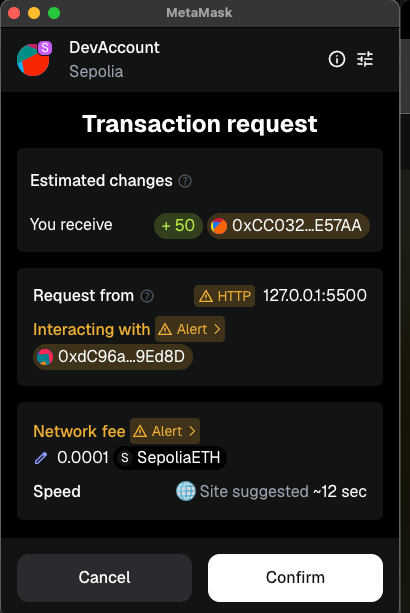 MetaMask
S
DevAccount
Sepolia
Transaction request
Estimated changes
You receive + 50 0xCC032...E57AA
Request from HTTP 127.0.0.1:5500
Interacting with Alert >
0xdC96a...9Ed8D
Network fee Alert >
0.0001 S SepoliaETH
Speed Site suggested ~12 sec
Cancel Confirm